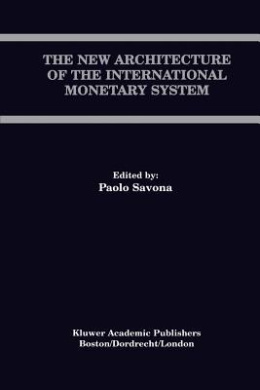 THE NEW ARCHITECTURE
OF THE INTERNATIONAL
MONETARY SYSTEM
Edited by:
Paolo Savona
Kluwer Academic Publishers
Boston/Dordrecht/London